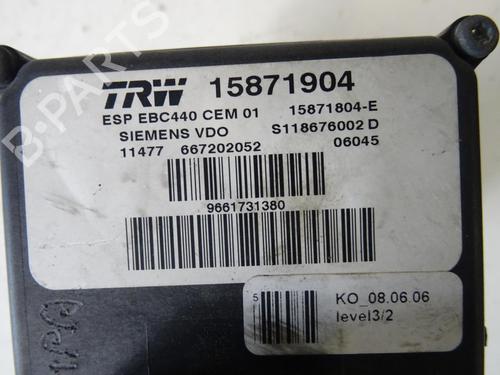 TRW 15871904
ESP EBC440 CEM 01 15871804-E
SIEMENS VDO S118676002 D
11477 667202052 06045
9661731380
5
KO_08.06.06
level3/2